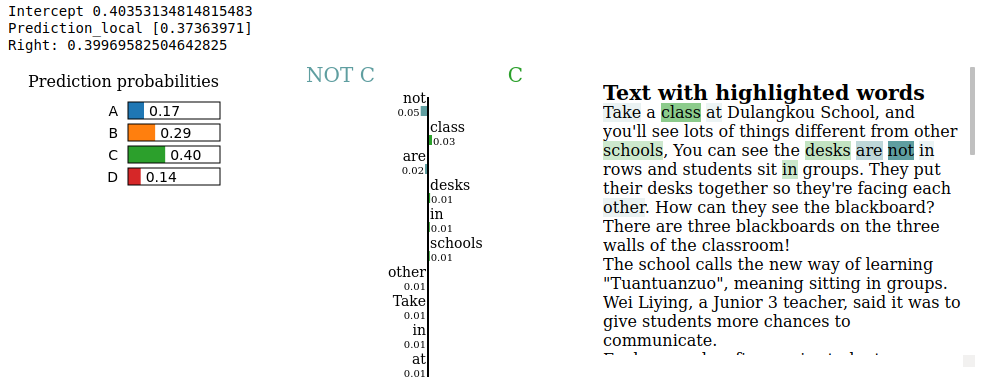 Intercept 0.40353134814815483
Prediction_local [0.37363971]
Right: 0.39969582504642825
Prediction probabilities
A 0.17
B 0.29
C 0.40
D 0.14
NOT C
C
not
0.05
class
0.03
are
0.02
desks
0.01
in
0.01
schools
0.01
other
0.01
Take
0.01
in
0.01
at
0.01
Text with highlighted words
Take a class at Dulangkou School, and
you'll see lots of things different from other
schools, You can see the desks are not in
rows and students sit in groups. They put
their desks together so they're facing each
other. How can they see the blackboard?
There are three blackboards on the three
walls of the classroom!
The school calls the new way of learning
"Tuantuanzuo", meaning sitting in groups.
Wei Liying, a Junior 3 teacher, said it was to
give students more chances to
communicate.